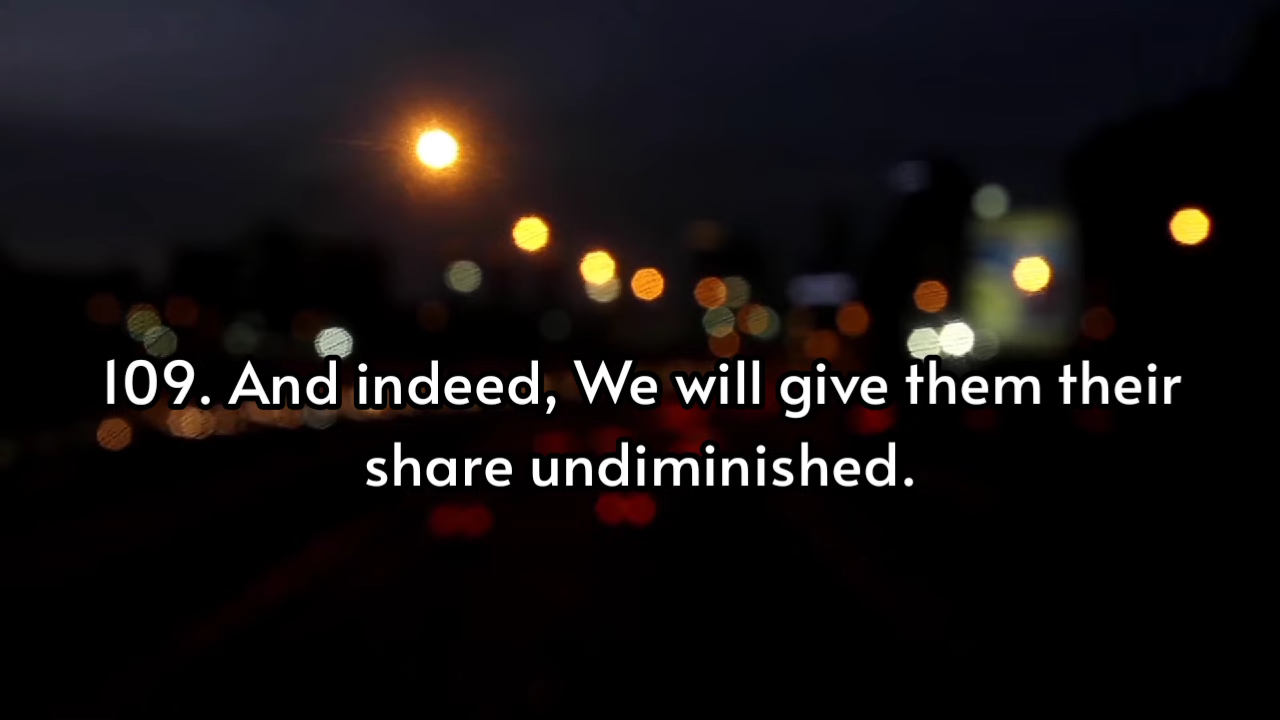 109. And indeed, We will give them their
share undiminished.